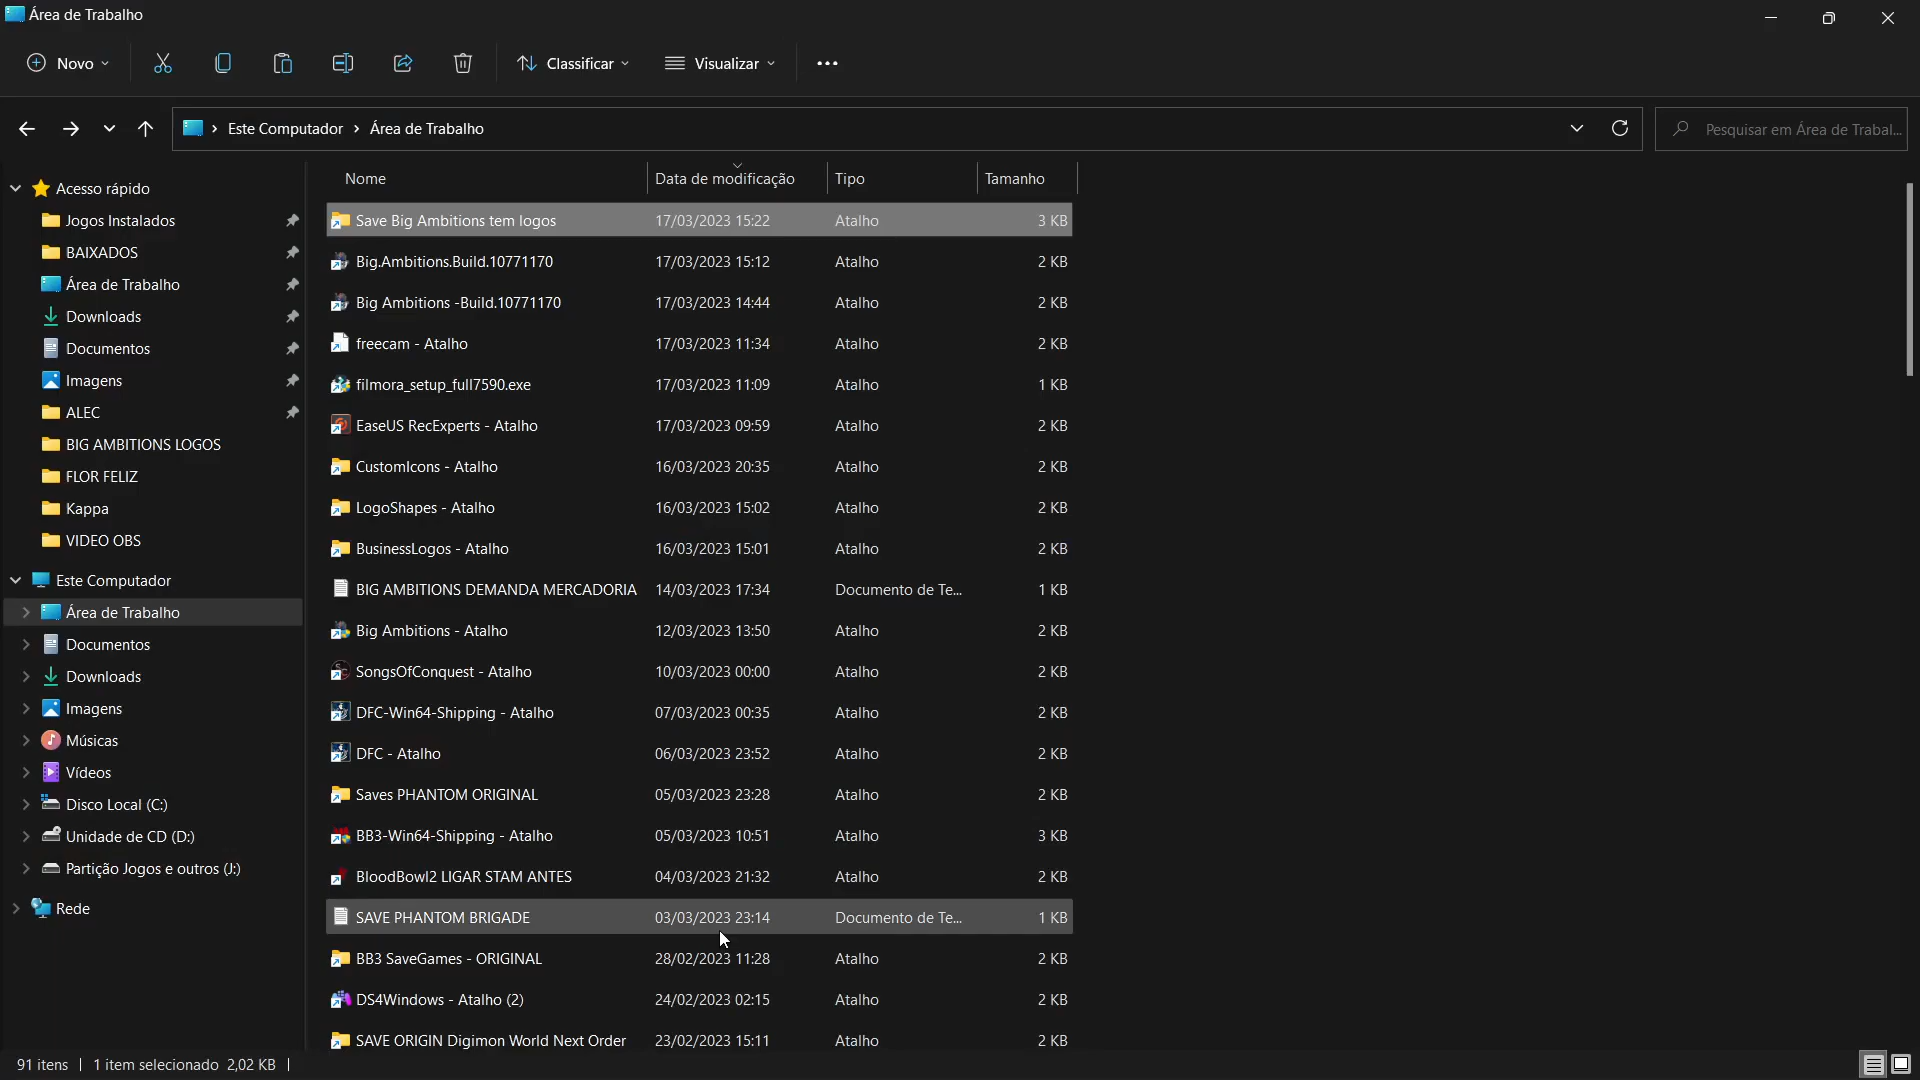 Área de Trabalho
Novo
Classificar
Visualizar
Este Computador > Área de Trabalho
Pesquisar em Área de Trabal...
Nome Data de modificação Tipo Tamanho
Acesso rápido
Jogos Instalados
BAIXADOS
Área de Trabalho
Downloads
Documentos
Imagens
ALEC
BIG AMBITIONS LOGOS
FLOR FELIZ
Kappa
VIDEO OBS
Este Computador
Área de Trabalho
Documentos
Downloads
Imagens
Músicas
Vídeos
Disco Local (C:)
Unidade de CD (D:)
Partição Jogos e outros (J:)
Rede
Save Big Ambitions tem logos 17/03/2023 15:22 Atalho 3 KB
Big.Ambitions.Build.10771170 17/03/2023 15:12 Atalho 2 KB
Big Ambitions -Build.10771170 17/03/2023 14:44 Atalho 2 KB
freecam - Atalho 17/03/2023 11:34 Atalho 2 KB
filmora_setup_full7590.exe 17/03/2023 11:09 Atalho 1 KB
EaseUS RecExperts - Atalho 17/03/2023 09:59 Atalho 2 KB
CustomIcons - Atalho 16/03/2023 20:35 Atalho 2 KB
LogoShapes - Atalho 16/03/2023 15:02 Atalho 2 KB
BusinessLogos - Atalho 16/03/2023 15:01 Atalho 2 KB
BIG AMBITIONS DEMANDA MERCADORIA 14/03/2023 17:34 Documento de Te... 1 KB
Big Ambitions - Atalho 12/03/2023 13:50 Atalho 2 KB
SongsOfConquest - Atalho 10/03/2023 00:00 Atalho 2 KB
DFC-Win64-Shipping - Atalho 07/03/2023 00:35 Atalho 2 KB
DFC - Atalho 06/03/2023 23:52 Atalho 2 KB
Saves PHANTOM ORIGINAL 05/03/2023 23:28 Atalho 2 KB
BB3-Win64-Shipping - Atalho 05/03/2023 10:51 Atalho 3 KB
BloodBowl2 LIGAR STAM ANTES 04/03/2023 21:32 Atalho 2 KB
SAVE PHANTOM BRIGADE 03/03/2023 23:14 Documento de Te... 1 KB
BB3 SaveGames - ORIGINAL 28/02/2023 11:28 Atalho 2 KB
DS4Windows - Atalho (2) 24/02/2023 02:15 Atalho 2 KB
SAVE ORIGIN Digimon World Next Order 23/02/2023 15:11 Atalho 2 KB
91 itens 1 item selecionado 2,02 KB